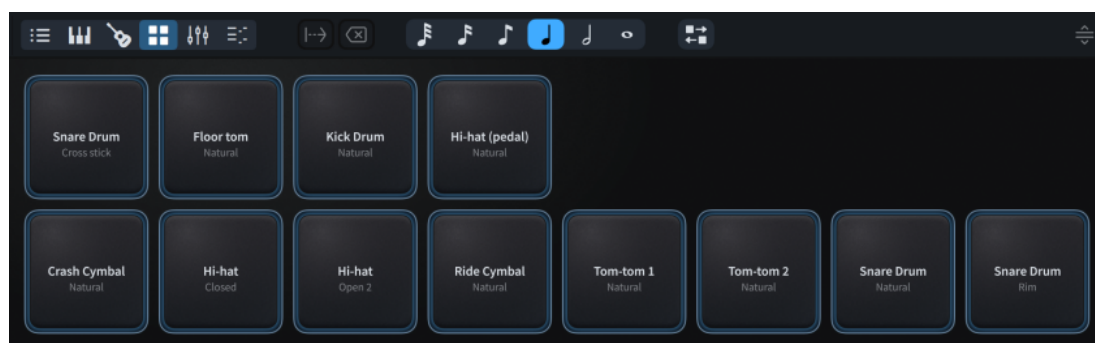 Snare Drum
Cross stick
Floor tom
Natural
Kick Drum
Natural
Hi-hat (pedal)
Natural
Crash Cymbal
Natural
Hi-hat
Closed
Hi-hat
Open 2
Ride Cymbal
Natural
Tom-tom 1
Natural
Tom-tom 2
Natural
Snare Drum
Natural
Snare Drum
Rim